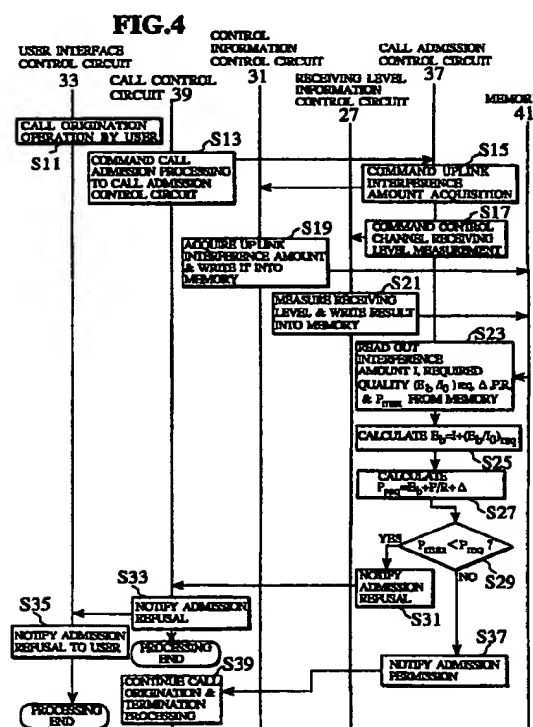 FIG.4
USER INTERFACE
CONTROL CIRCUIT
33
CALL CONTROL
CIRCUIT 39
CONTROL
INFORMATION
CONTROL CIRCUIT
31
RECEIVING LEVEL
INFORMATION
CONTROL CIRCUIT
27
CALL ADMISSION
CONTROL CIRCUIT
37
MEMOR
41
CALL ORIGINATION
OPERATION BY USER
S11
S13
COMMAND CALL
ADMISSION PROCESSING
TO CALL ADMISSION
CONTROL CIRCUIT
S15
COMMAND UPLINK
INTERFERENCE
AMOUNT ACQUISITION
S17
COMMAND CONTROL
CHANNEL RECEIVING
LEVEL MEASUREMENT
S19
ACQUIRE UPLINK
INTERFERENCE AMOUNT
& WRITE IT INTO
MEMORY
S21
MEASURE RECEIVING
LEVEL & WRITE RESULT
INTO MEMORY
S23
READ OUT
INTERFERENCE
AMOUNT I, REQUIRED
QUALITY (Eb/I0)req, Δ,P,R,
& Pmax FROM MEMORY
CALCULATE Eb=I+(Eb/I0)req
S25
CALCULATE
Preq=Eb+P/R+Δ
S27
Pmax<Preq ?
YES
NO
S29
NOTIFY
ADMISSION
REFUSAL
S31
S33
NOTIFY ADMISSION
REFUSAL
PROCESSING
END
S35
NOTIFY ADMISSION
REFUSAL TO USER
PROCESSING
END
S37
NOTIFY ADMISSION
PERMISSION
S39
CONTINUE CALL
ORIGINATION &
TERMINATION
PROCESSING